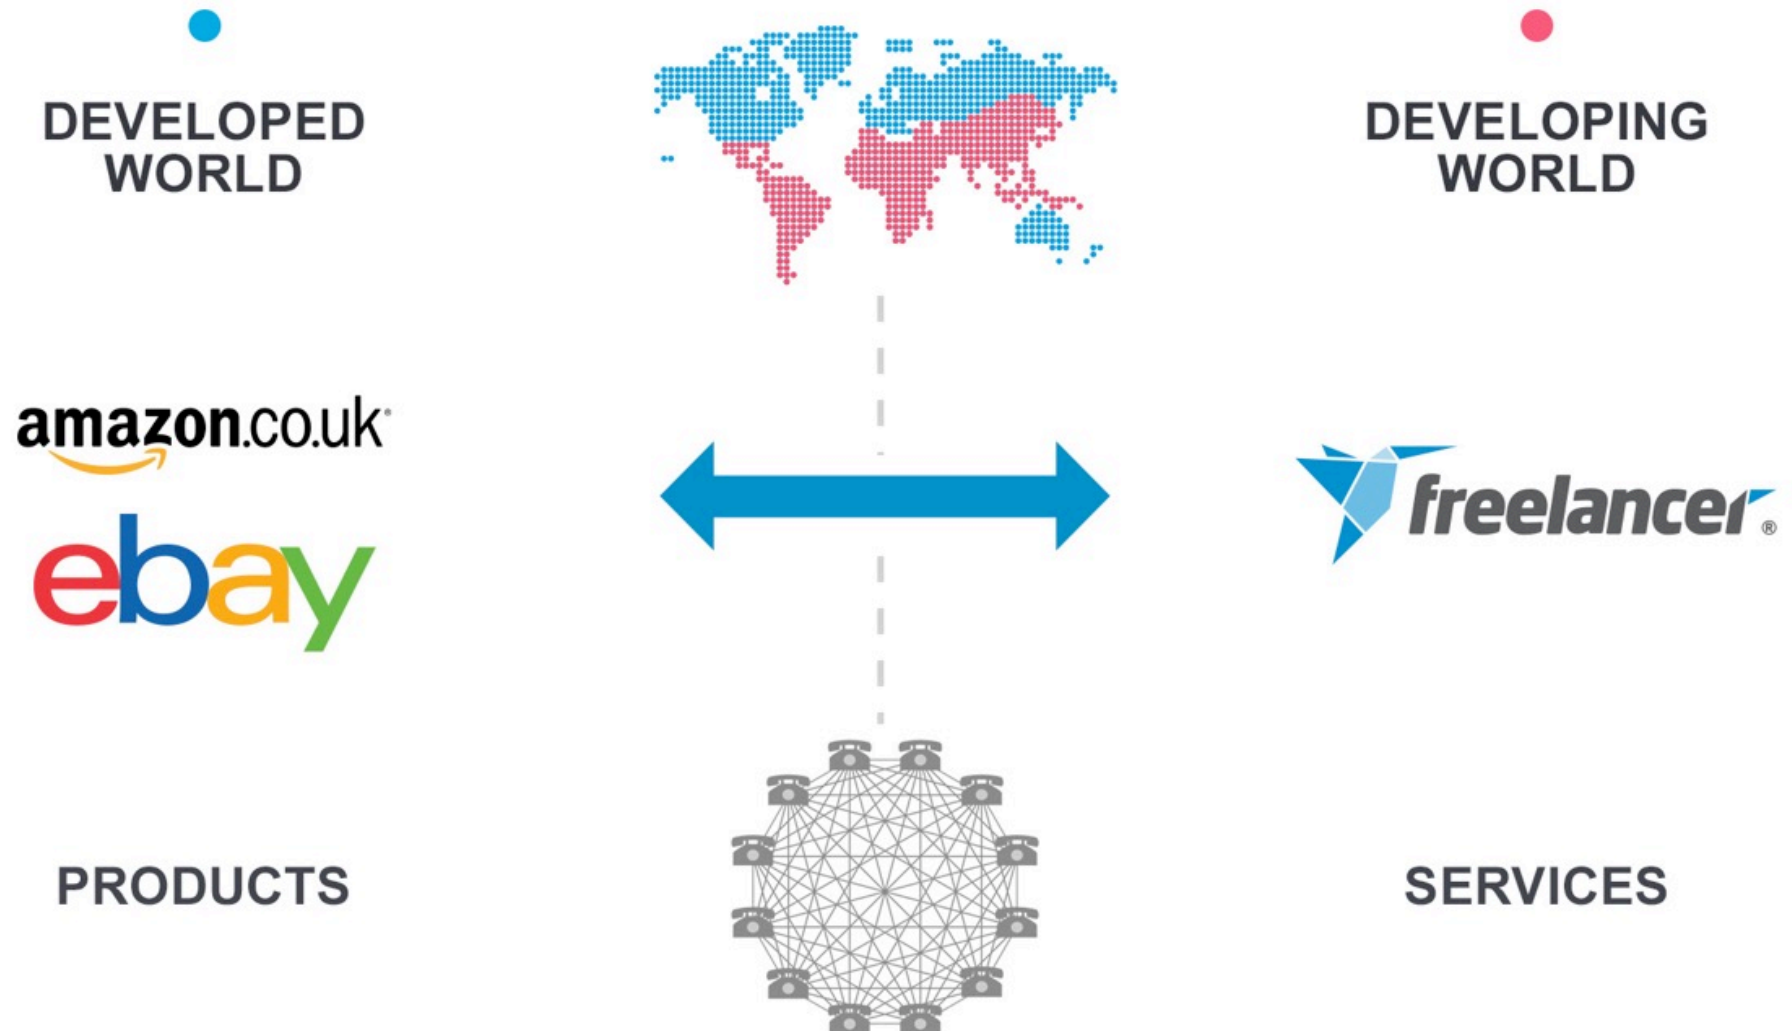 DEVELOPED
WORLD
DEVELOPING
WORLD
amazon.co.uk
ebay
freelancer®
PRODUCTS
SERVICES